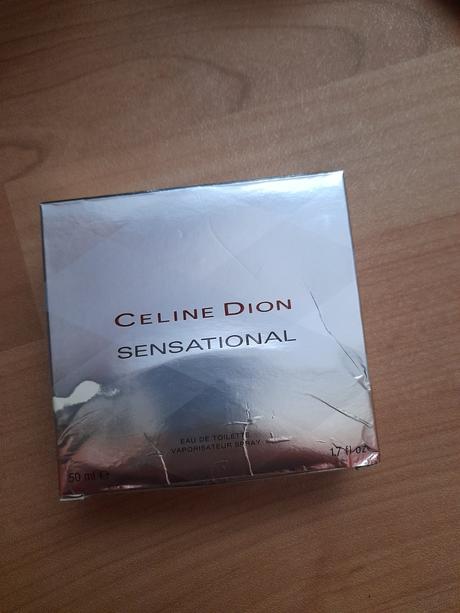 CELINE DION
SENSATIONAL
EAU DE TOILETTE
VAPORISATEUR SPRAY
50 ml e 1.7 fl oz